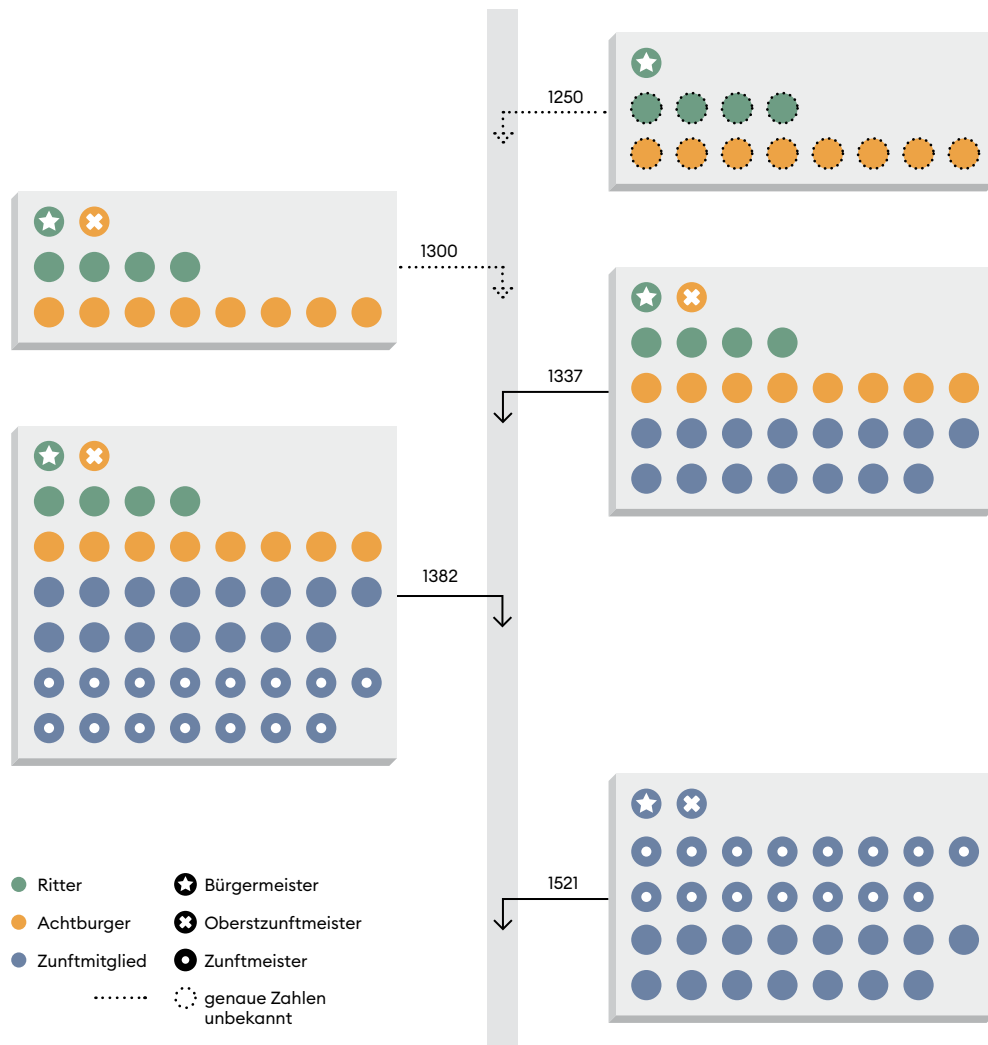 1250
1300
1337
1382
1521
Ritter
Achtburger
Zunftmitglied
Bürgermeister
Oberstzunftmeister
Zunftmeister
genaue Zahlen
unbekannt